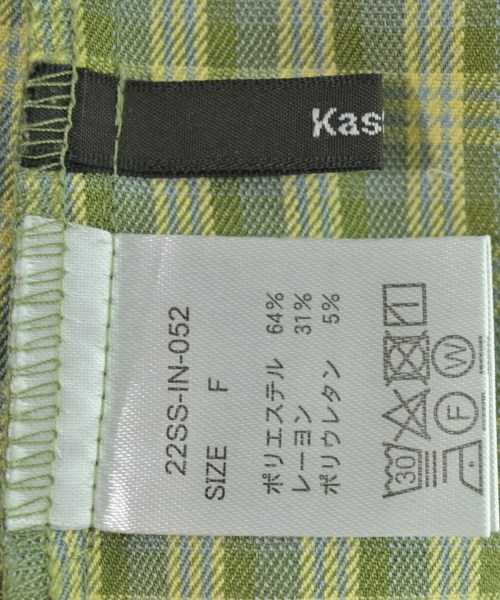 Kas
22SS-IN-052
SIZE F
ポリエステル 64%
レーヨン 31%
ポリウレタン 5%
30
F
W